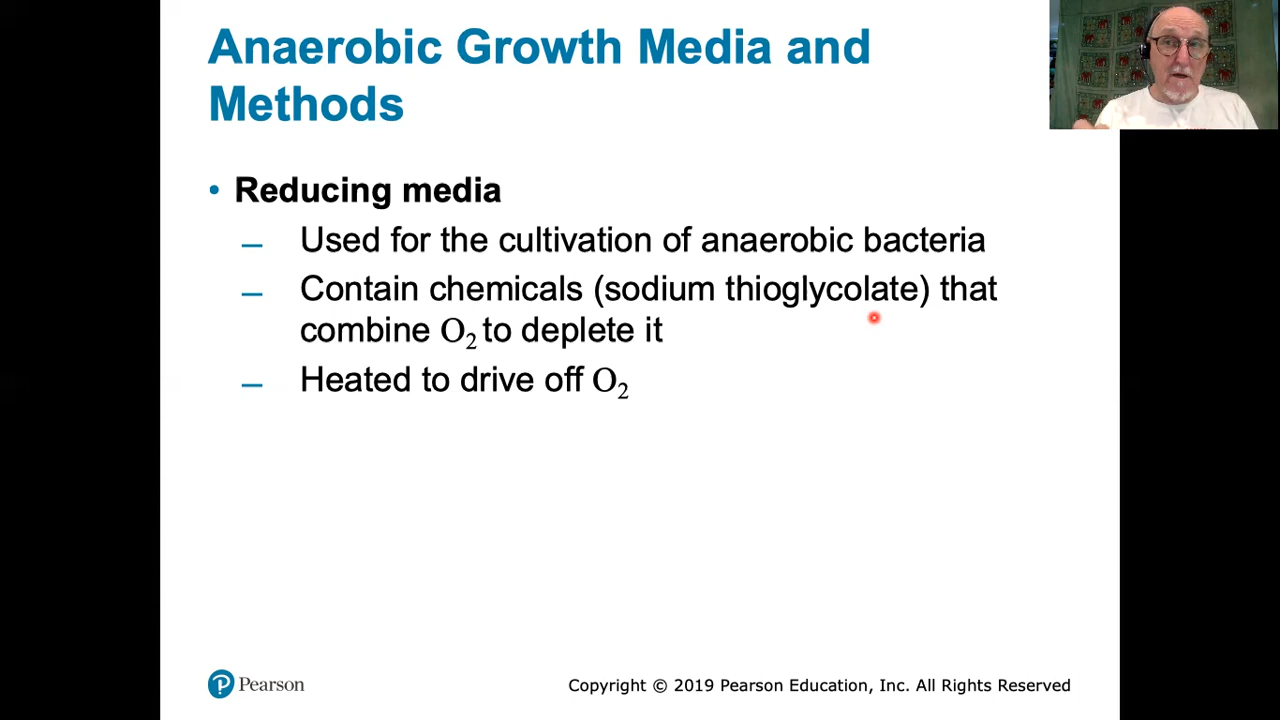 Anaerobic Growth Media and
Methods
• Reducing media
– Used for the cultivation of anaerobic bacteria
– Contain chemicals (sodium thioglycolate) that
combine O₂ to deplete it
– Heated to drive off O₂
Pearson
Copyright © 2019 Pearson Education, Inc. All Rights Reserved